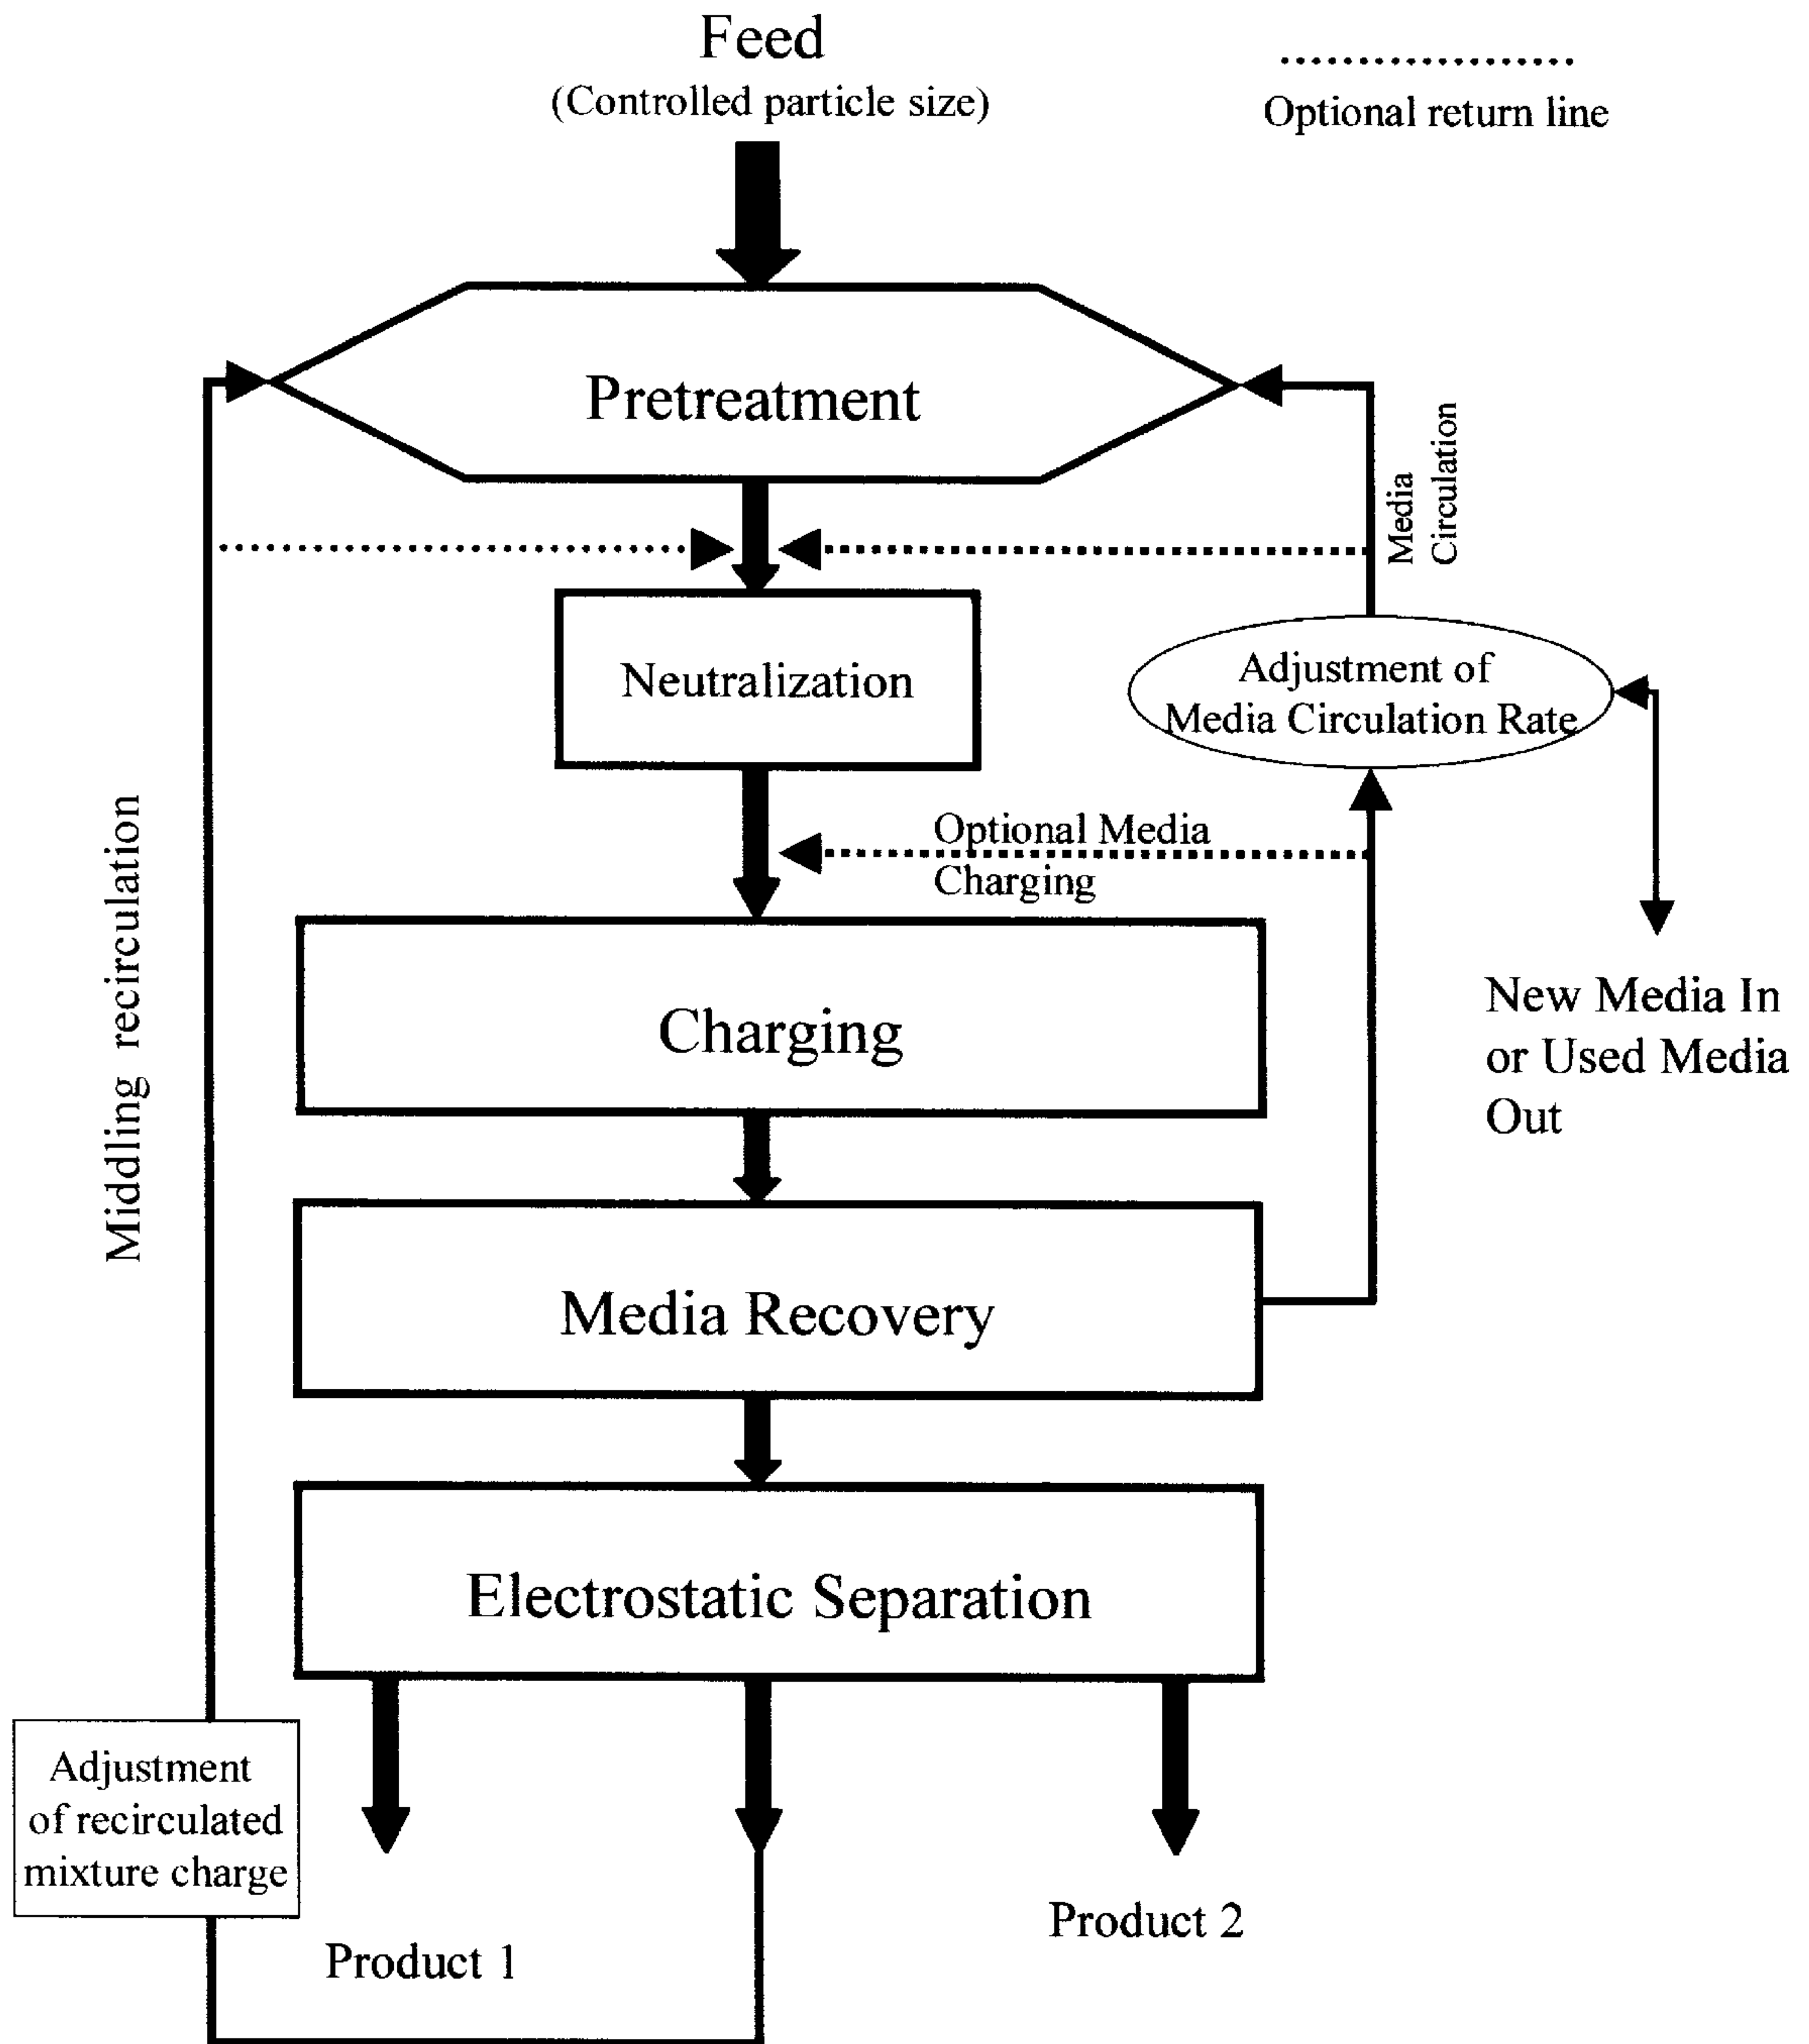 Feed
(Controlled particle size)
Optional return line
Pretreatment
Media
Circulation
Neutralization
Adjustment of
Media Circulation Rate
Optional Media
Charging
Middling recirculation
Charging
New Media In
or Used Media
Out
Media Recovery
Electrostatic Separation
Adjustment
of recirculated
mixture charge
Product 1
Product 2